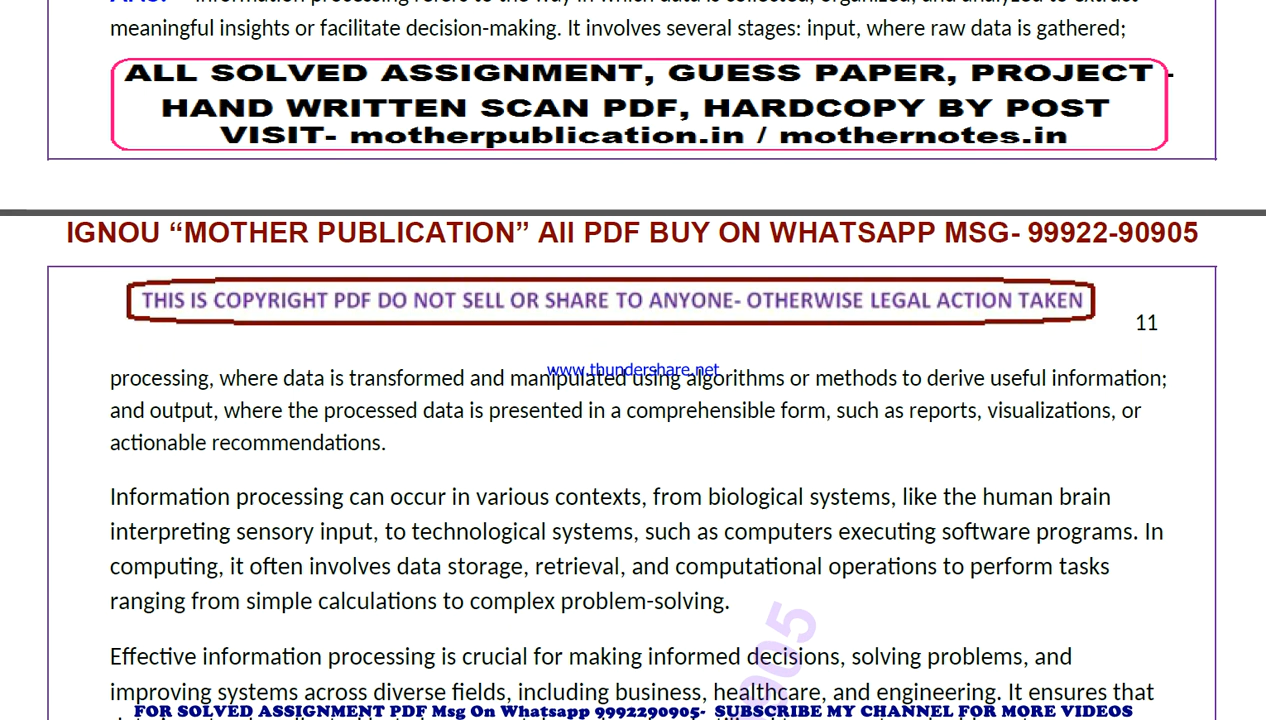 meaningful insights or facilitate decision-making. It involves several stages: input, where raw data is gathered;
ALL SOLVED ASSIGNMENT, GUESS PAPER, PROJECT -
HAND WRITTEN SCAN PDF, HARDCOPY BY POST
VISIT- motherpublication.in / mothernotes.in
IGNOU “MOTHER PUBLICATION” All PDF BUY ON WHATSAPP MSG- 99922-90905
THIS IS COPYRIGHT PDF DO NOT SELL OR SHARE TO ANYONE- OTHERWISE LEGAL ACTION TAKEN
11
www.thundershare.net
processing, where data is transformed and manipulated using algorithms or methods to derive useful information;
and output, where the processed data is presented in a comprehensible form, such as reports, visualizations, or
actionable recommendations.
Information processing can occur in various contexts, from biological systems, like the human brain
interpreting sensory input, to technological systems, such as computers executing software programs. In
computing, it often involves data storage, retrieval, and computational operations to perform tasks
ranging from simple calculations to complex problem-solving.
Effective information processing is crucial for making informed decisions, solving problems, and
improving systems across diverse fields, including business, healthcare, and engineering. It ensures that
FOR SOLVED ASSIGNMENT PDF Msg On Whatsapp 9992290905- SUBSCRIBE MY CHANNEL FOR MORE VIDEOS